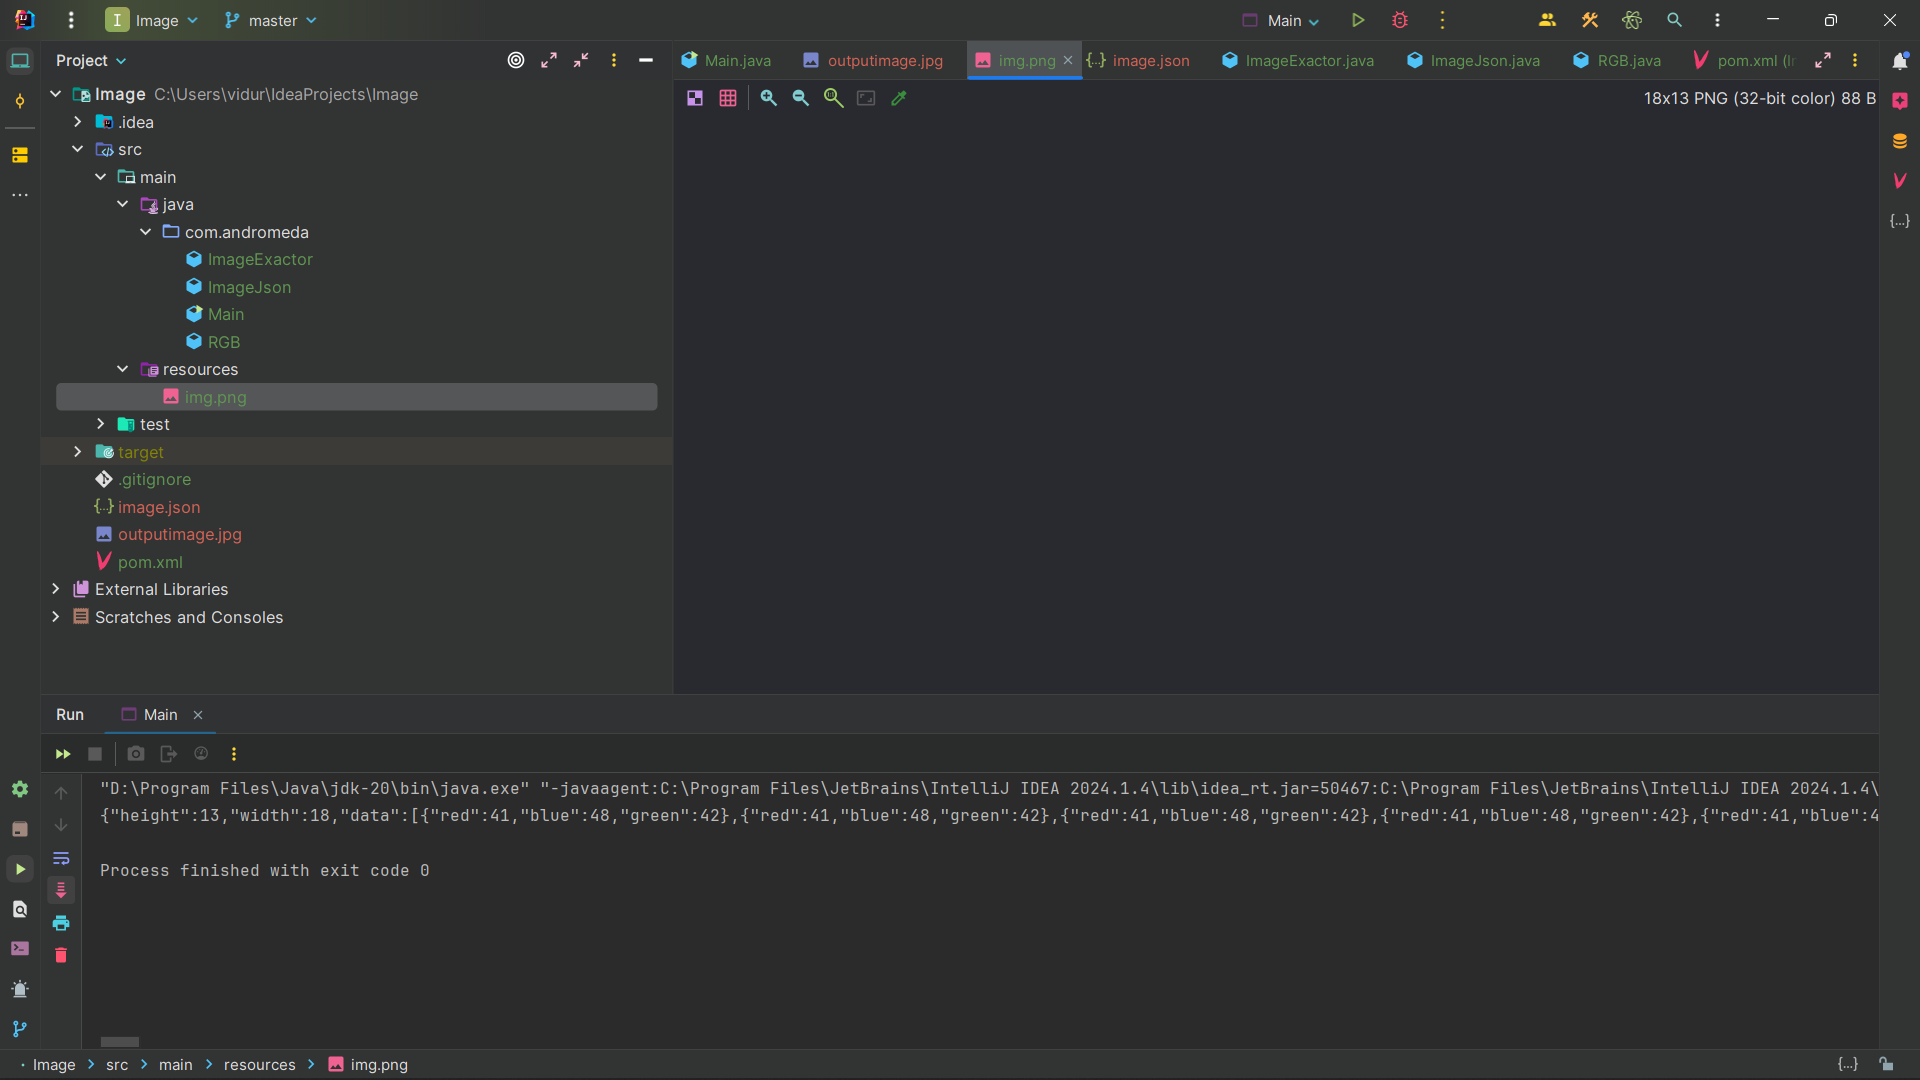 I Image master Main
Project
Main.java outputimage.jpg img.png image.json ImageExactor.java ImageJson.java RGB.java pom.xml
18x13 PNG (32-bit color) 88 B
Image C:\Users\vidur\IdeaProjects\Image
.idea
src
main
java
com.andromeda
ImageExactor
ImageJson
Main
RGB
resources
img.png
test
target
.gitignore
image.json
outputimage.jpg
pom.xml
External Libraries
Scratches and Consoles
Run Main
"D:\Program Files\Java\jdk-20\bin\java.exe" "-javaagent:C:\Program Files\JetBrains\IntelliJ IDEA 2024.1.4\lib\idea_rt.jar=50467:C:\Program Files\JetBrains\IntelliJ IDEA 2024.1.4\
{"height":13,"width":18,"data":[{"red":41,"blue":48,"green":42},{"red":41,"blue":48,"green":42},{"red":41,"blue":48,"green":42},{"red":41,"blue":48,"green":42},{"red":41,"blue":4
Process finished with exit code 0
Image src main resources img.png